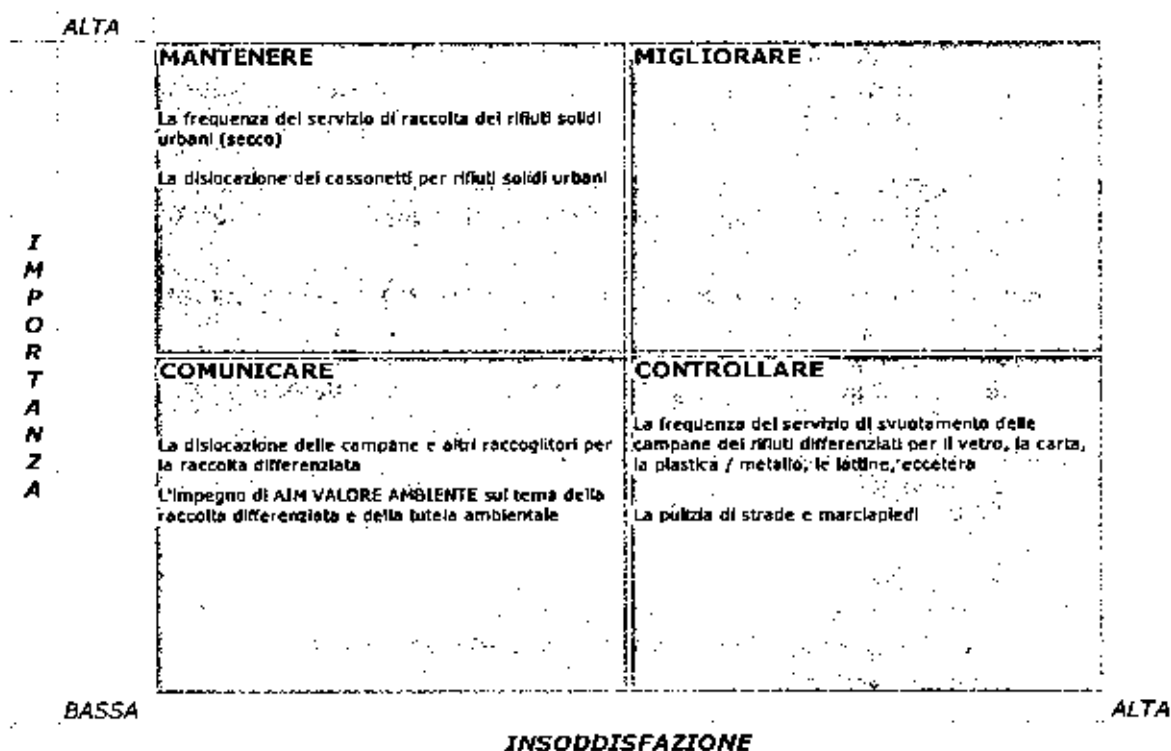 ALTA
MANTENERE
La frequenza del servizio di raccolta dei rifiuti solidi
urbani (secco)
La dislocazione dei cassonetti per rifiuti solidi urbani
MIGLIORARE
IMPORTANZA
COMUNICARE
La dislocazione delle campane e altri raccoglitori per
la raccolta differenziata
L'impegno di AIM VALORE AMBIENTE sul tema della
raccolta differenziata e della tutela ambientale
CONTROLLARE
La frequenza del servizio di svuotamento delle
campane dei rifiuti differenziati per il vetro, la carta,
la plastica / metallo, le lattine, eccetera
La pulizia di strade e marciapiedi
BASSA
ALTA
INSODDISFAZIONE